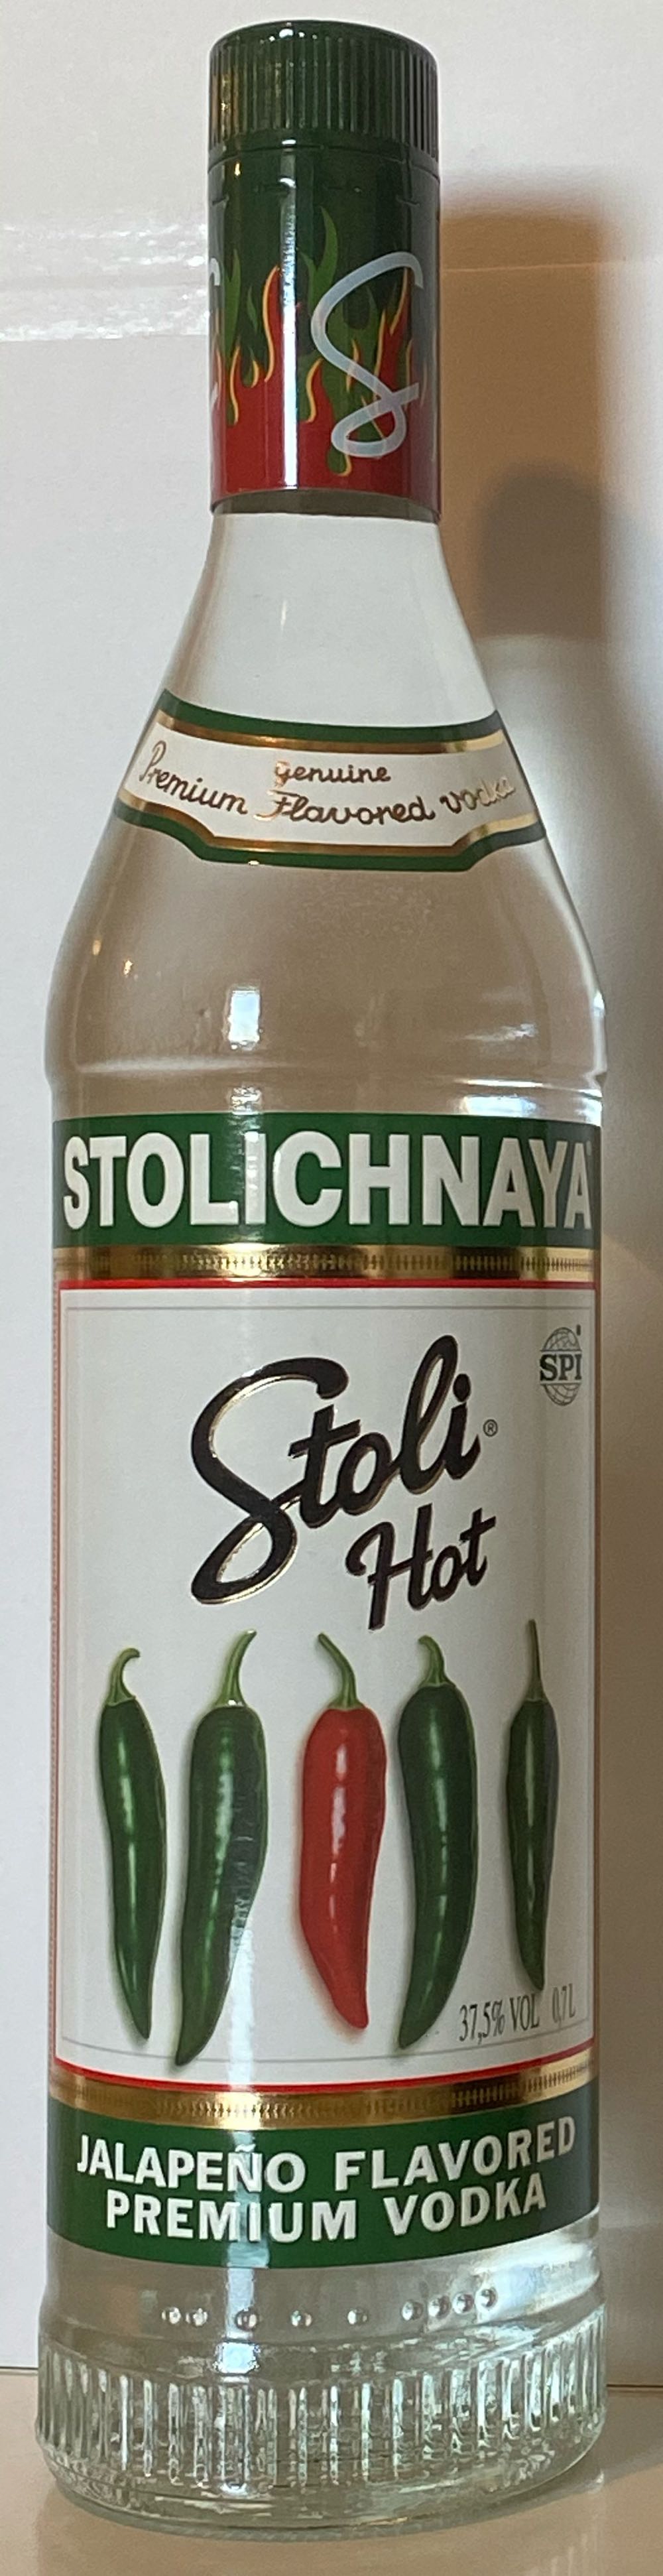 S
Genuine
Premium Flavored vodka
STOLICHNAYA
SPI
Stoli®
Hot
37,5% VOL 0,7 L
JALAPEÑO FLAVORED
PREMIUM VODKA